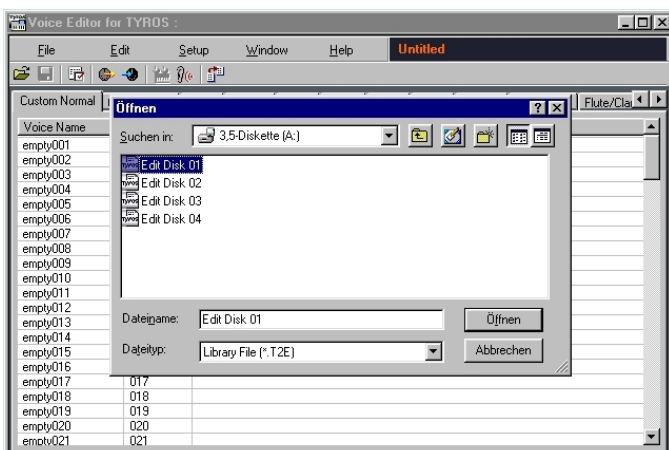 Voice Editor for TYROS :
File Edit Setup Window Help Untitled
Custom Normal Flute/Clar
Öffnen
Voice Name
Suchen in: 3,5-Diskette (A:)
empty001
empty002
empty003
empty004
empty005
empty006
empty007
empty008
empty009
empty010
empty011
empty012
empty013
empty014
empty015
empty016
empty017 017
empty018 018
empty019 019
empty020 020
empty021 021
Edit Disk 01
Edit Disk 02
Edit Disk 03
Edit Disk 04
Dateiname: Edit Disk 01 Öffnen
Dateityp: Library File (*.T2E) Abbrechen